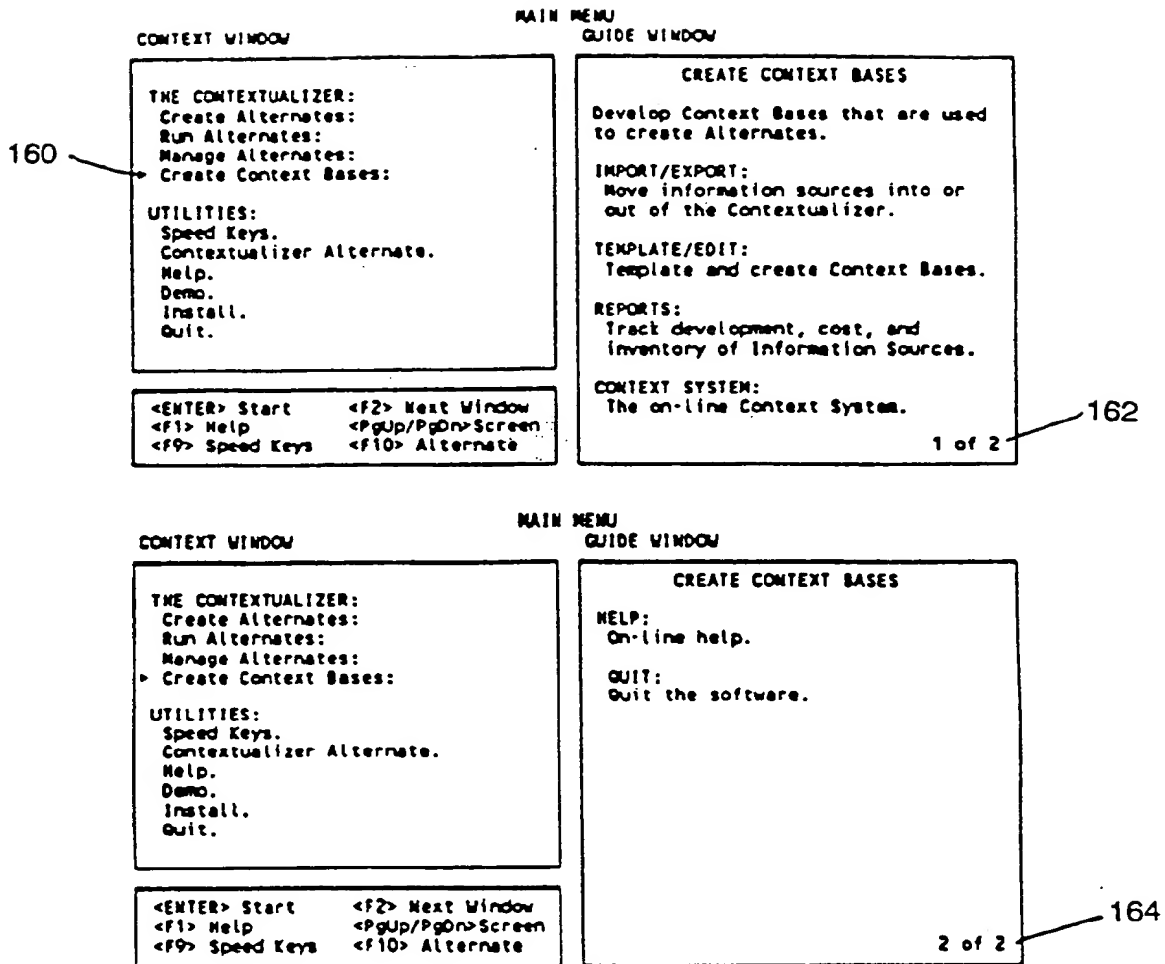 MAIN MENU
CONTEXT WINDOW
GUIDE WINDOW
THE CONTEXTUALIZER:
Create Alternates:
Run Alternates:
Manage Alternates:
160
Create Context Bases:
UTILITIES:
Speed Keys.
Contextualizer Alternate.
Help.
Demo.
Install.
Quit.
<ENTER> Start <F2> Next Window
<F1> Help <PgUp/PgDn>Screen
<F9> Speed Keys <F10> Alternate
CREATE CONTEXT BASES
Develop Context Bases that are used
to create Alternates.
IMPORT/EXPORT:
Move information sources into or
out of the Contextualizer.
TEMPLATE/EDIT:
Template and create Context Bases.
REPORTS:
Track development, cost, and
inventory of Information Sources.
CONTEXT SYSTEM:
The on-line Context System.
162
1 of 2
MAIN MENU
CONTEXT WINDOW
GUIDE WINDOW
THE CONTEXTUALIZER:
Create Alternates:
Run Alternates:
Manage Alternates:
Create Context Bases:
UTILITIES:
Speed Keys.
Contextualizer Alternate.
Help.
Demo.
Install.
Quit.
<ENTER> Start <F2> Next Window
<F1> Help <PgUp/PgDn>Screen
<F9> Speed Keys <F10> Alternate
CREATE CONTEXT BASES
HELP:
On-line help.
QUIT:
Quit the software.
164
2 of 2